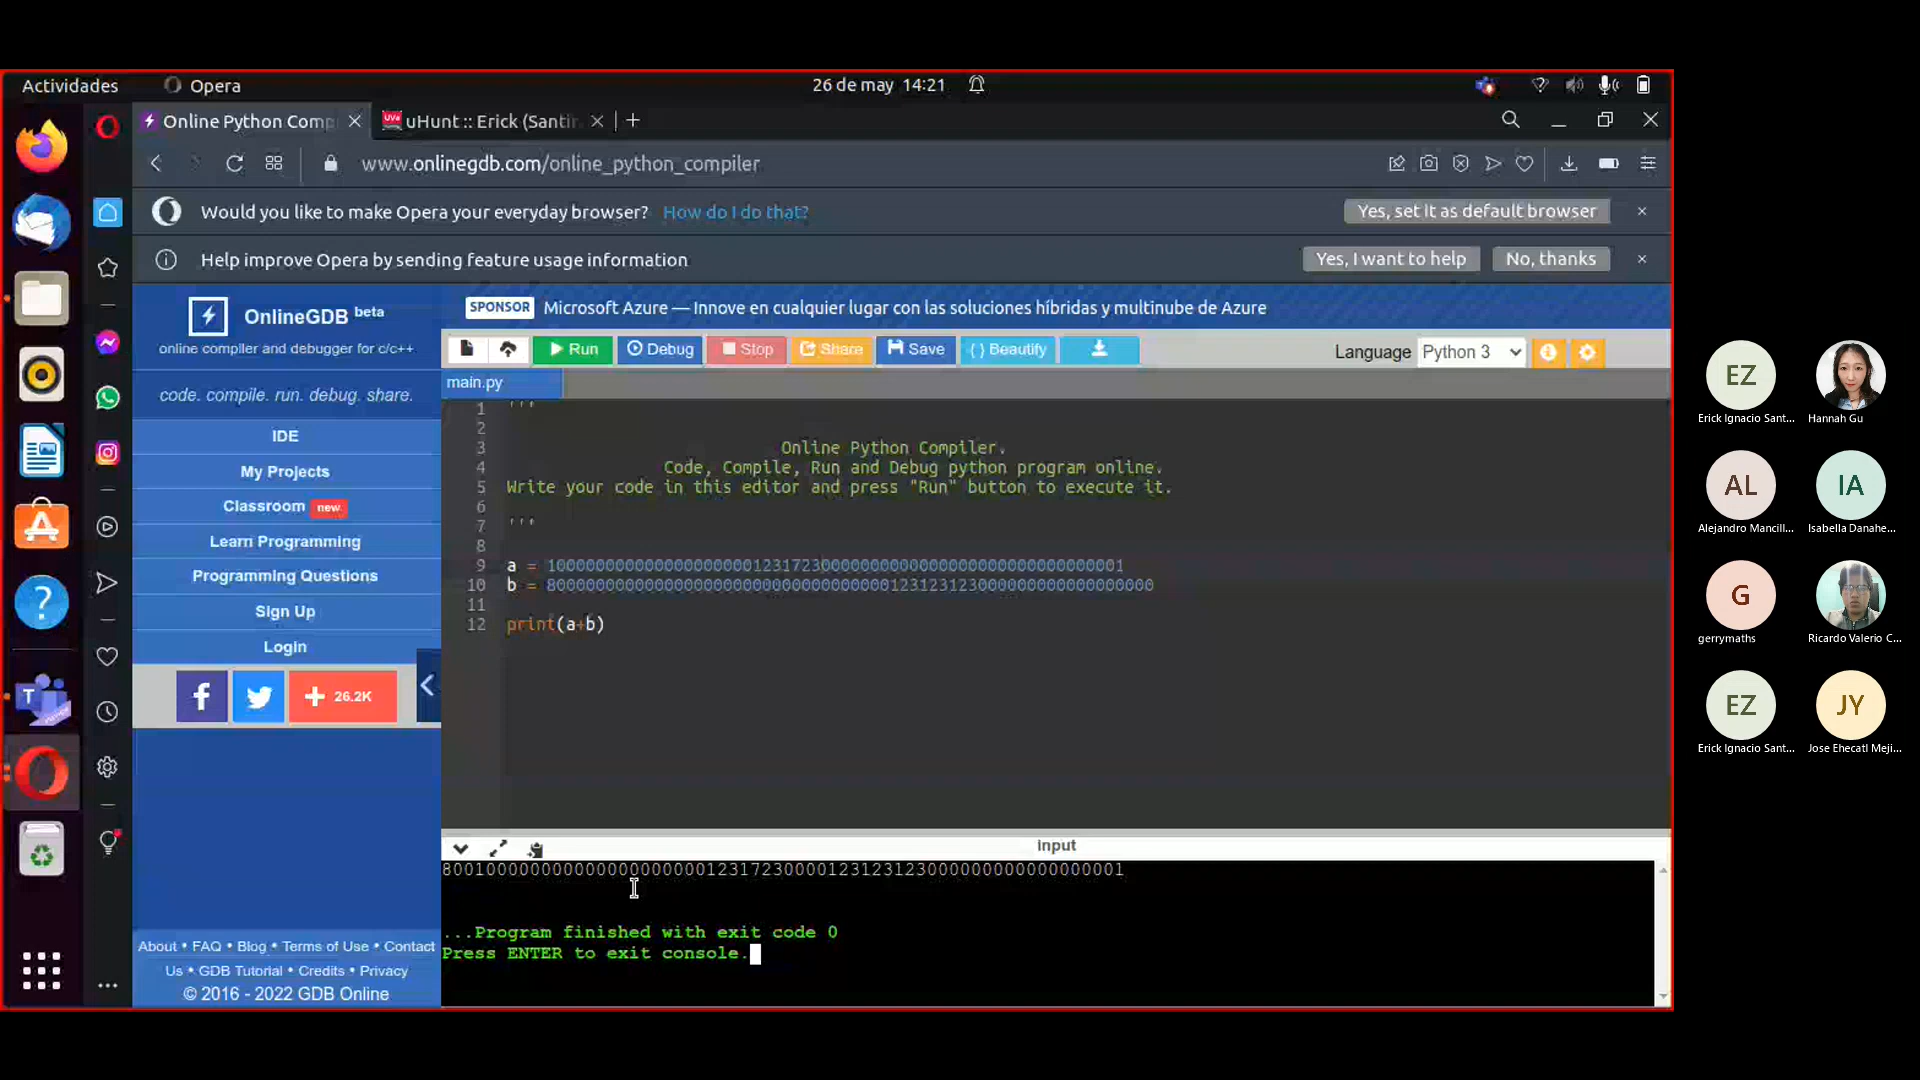 Actividades
Opera
26 de may 14:21
Online Python Comp
uHunt :: Erick (Santi
www.onlinegdb.com/online_python_compiler
Would you like to make Opera your everyday browser? How do I do that?
Yes, set it as default browser
Help improve Opera by sending feature usage information
Yes, I want to help
No, thanks
OnlineGDB beta
online compiler and debugger for c/c++
code. compile. run. debug. share.
IDE
My Projects
Classroom new
Learn Programming
Programming Questions
Sign Up
Login
26.2K
About • FAQ • Blog • Terms of Use • Contact
Us • GDB Tutorial • Credits • Privacy
© 2016 - 2022 GDB Online
SPONSOR Microsoft Azure — Innove en cualquier lugar con las soluciones híbridas y multinube de Azure
Run Debug Stop Share Save { } Beautify
Language Python 3
main.py
1 '''
2
3 Online Python Compiler.
4 Code, Compile, Run and Debug python program online.
5 Write your code in this editor and press "Run" button to execute it.
6
7 '''
8
9 a = 10000000000000000000012317230000000000000000000000000000001
10 b = 80000000000000000000000000000000000123123123000000000000000000
11
12 print(a+b)
input
80010000000000000000000012317230000123123123000000000000000001
...Program finished with exit code 0
Press ENTER to exit console.
EZ
Erick Ignacio Sant...
Hannah Gu
AL
Alejandro Mancill...
IA
Isabella Danahe...
G
gerrymaths
Ricardo Valerio C...
EZ
Erick Ignacio Sant...
JY
Jose Ehecatl Meji...